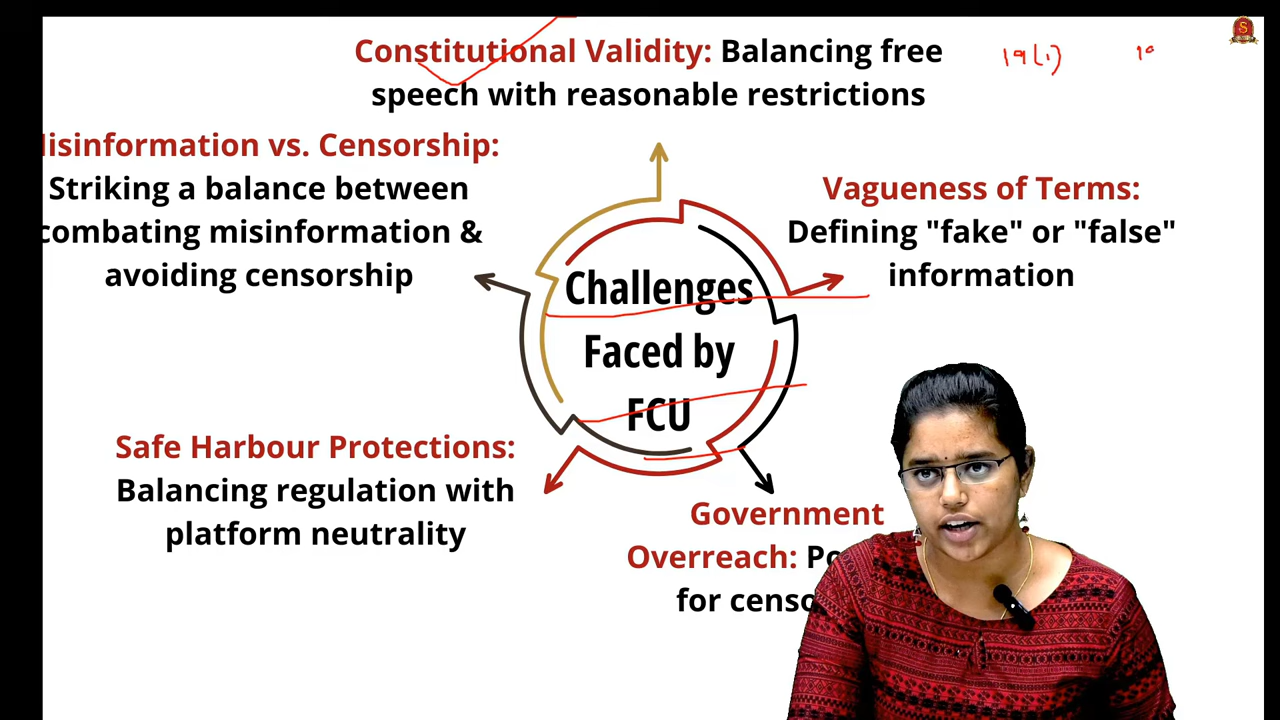 Constitutional Validity: Balancing free
speech with reasonable restrictions
19(1)
isinformation vs. Censorship:
Striking a balance between
combating misinformation &
avoiding censorship
Vagueness of Terms:
Defining "fake" or "false"
information
Challenges
Faced by
FCU
Safe Harbour Protections:
Balancing regulation with
platform neutrality
Government
Overreach:
for